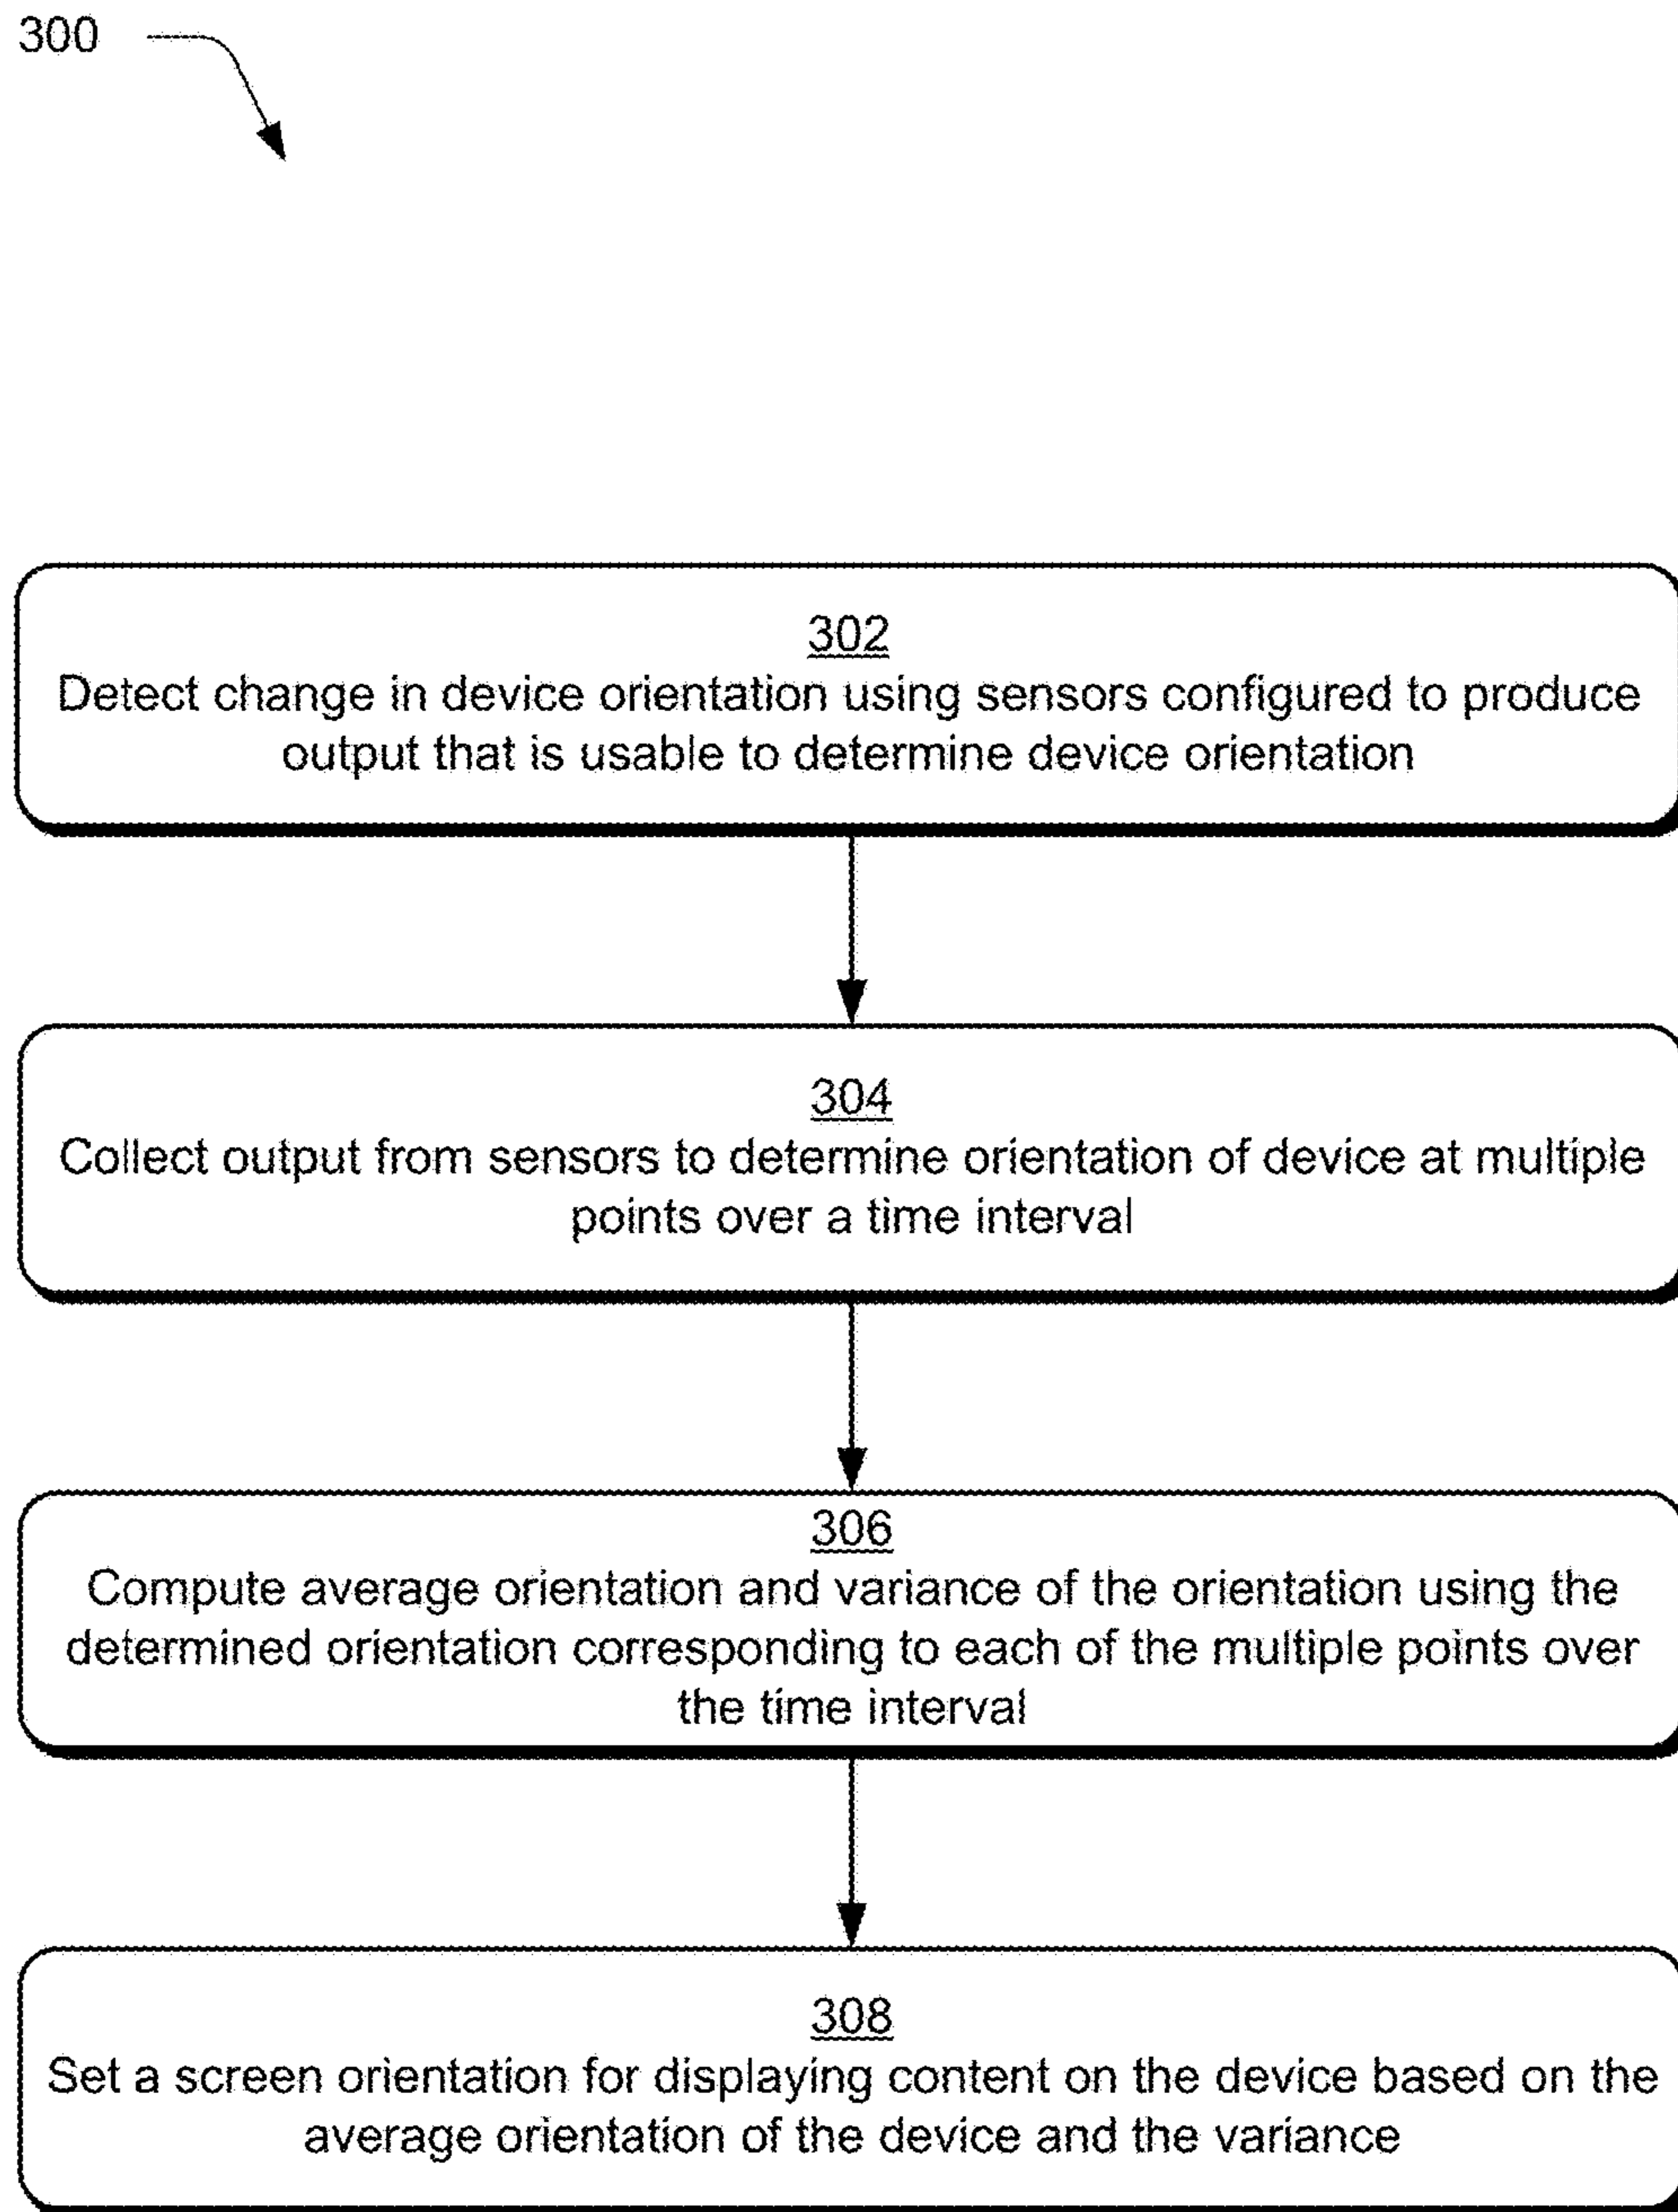 300
302
Detect change in device orientation using sensors configured to produce
output that is usable to determine device orientation
304
Collect output from sensors to determine orientation of device at multiple
points over a time interval
306
Compute average orientation and variance of the orientation using the
determined orientation corresponding to each of the multiple points over
the time interval
308
Set a screen orientation for displaying content on the device based on the
average orientation of the device and the variance